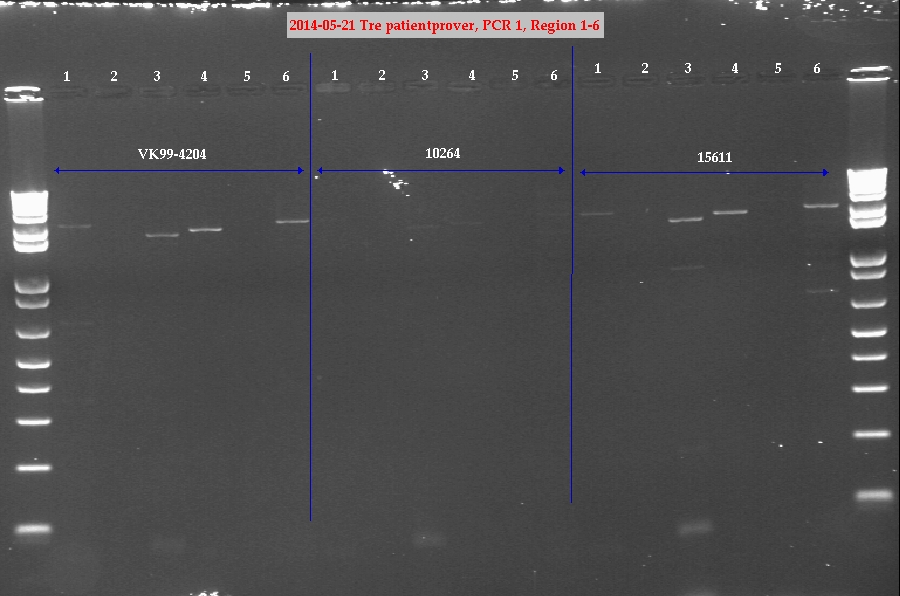 2014-05-21 Tre patientprover, PCR 1, Region 1-6
1 2 3 4 5 6 1 2 3 4 5 6 1 2 3 4 5 6
VK99-4204 10264 15611